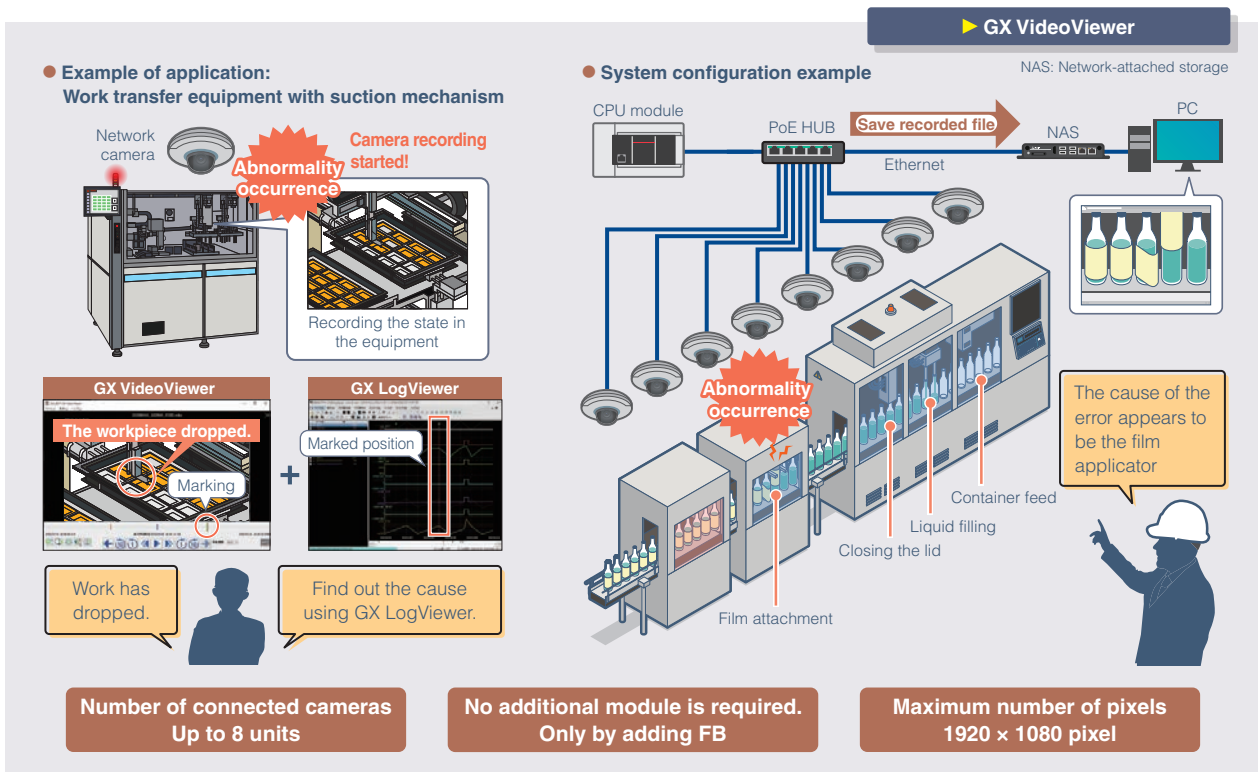 ▶ GX VideoViewer
● Example of application:
Work transfer equipment with suction mechanism
Network
camera
Abnormality
occurrence
Camera recording
started!
Recording the state in
the equipment
GX VideoViewer
The workpiece dropped.
Marking
+
GX LogViewer
Marked position
Work has
dropped.
Find out the cause
using GX LogViewer.
● System configuration example
NAS: Network-attached storage
CPU module
PoE HUB
Save recorded file
Ethernet
NAS
PC
Abnormality
occurrence
Container feed
Liquid filling
Closing the lid
Film attachment
The cause of the
error appears to
be the film
applicator
Number of connected cameras
Up to 8 units
No additional module is required.
Only by adding FB
Maximum number of pixels
1920 × 1080 pixel